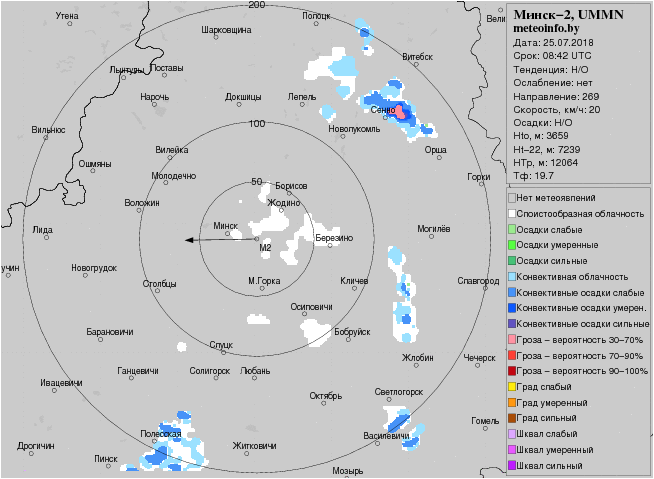 200
Утена
Полоцк
Вели
Шарковщина
Лынтуры
Поставы
Витебск
Нарочь
Докшицы
Лепель
Сенно
100
Новолукомль
Вильнюс
Вилейка
Орша
Ошмяны
Молодечно
50
Борисов
Горки
Воложин
Жодино
Лида
Минск
Березино
Могилёв
М2
учин
Новогрудок
Столбцы
М.Горка
Кличев
Славгород
Осиповичи
Барановичи
Бобруйск
Слуцк
Жлобин
Чечерск
Ганцевичи
Солигорск
Любань
Ивацевичи
Октябрь
Светлогорск
Гомель
Дрогичин
Полесская
Житковичи
Василевичи
Пинск
Мозырь
Минск-2, UMMN
meteoinfo.by
Дата: 25.07.2018
Срок: 08:42 UTC
Тенденция: Н/О
Ослабление: нет
Направление: 269
Скорость, км/ч: 20
Осадки: Н/О
Hto, м: 3659
Ht-22, м: 7239
НТр, м: 12064
Тф: 19.7
Нет метеоявлений
Слоистообразная облачность
Осадки слабые
Осадки умеренные
Осадки сильные
Конвективная облачность
Конвективные осадки слабые
Конвективные осадки умерен.
Конвективные осадки сильные
Гроза - вероятность 30-70%
Гроза - вероятность 70-90%
Гроза - вероятность 90-100%
Град слабый
Град умеренный
Град сильный
Шквал слабый
Шквал умеренный
Шквал сильный